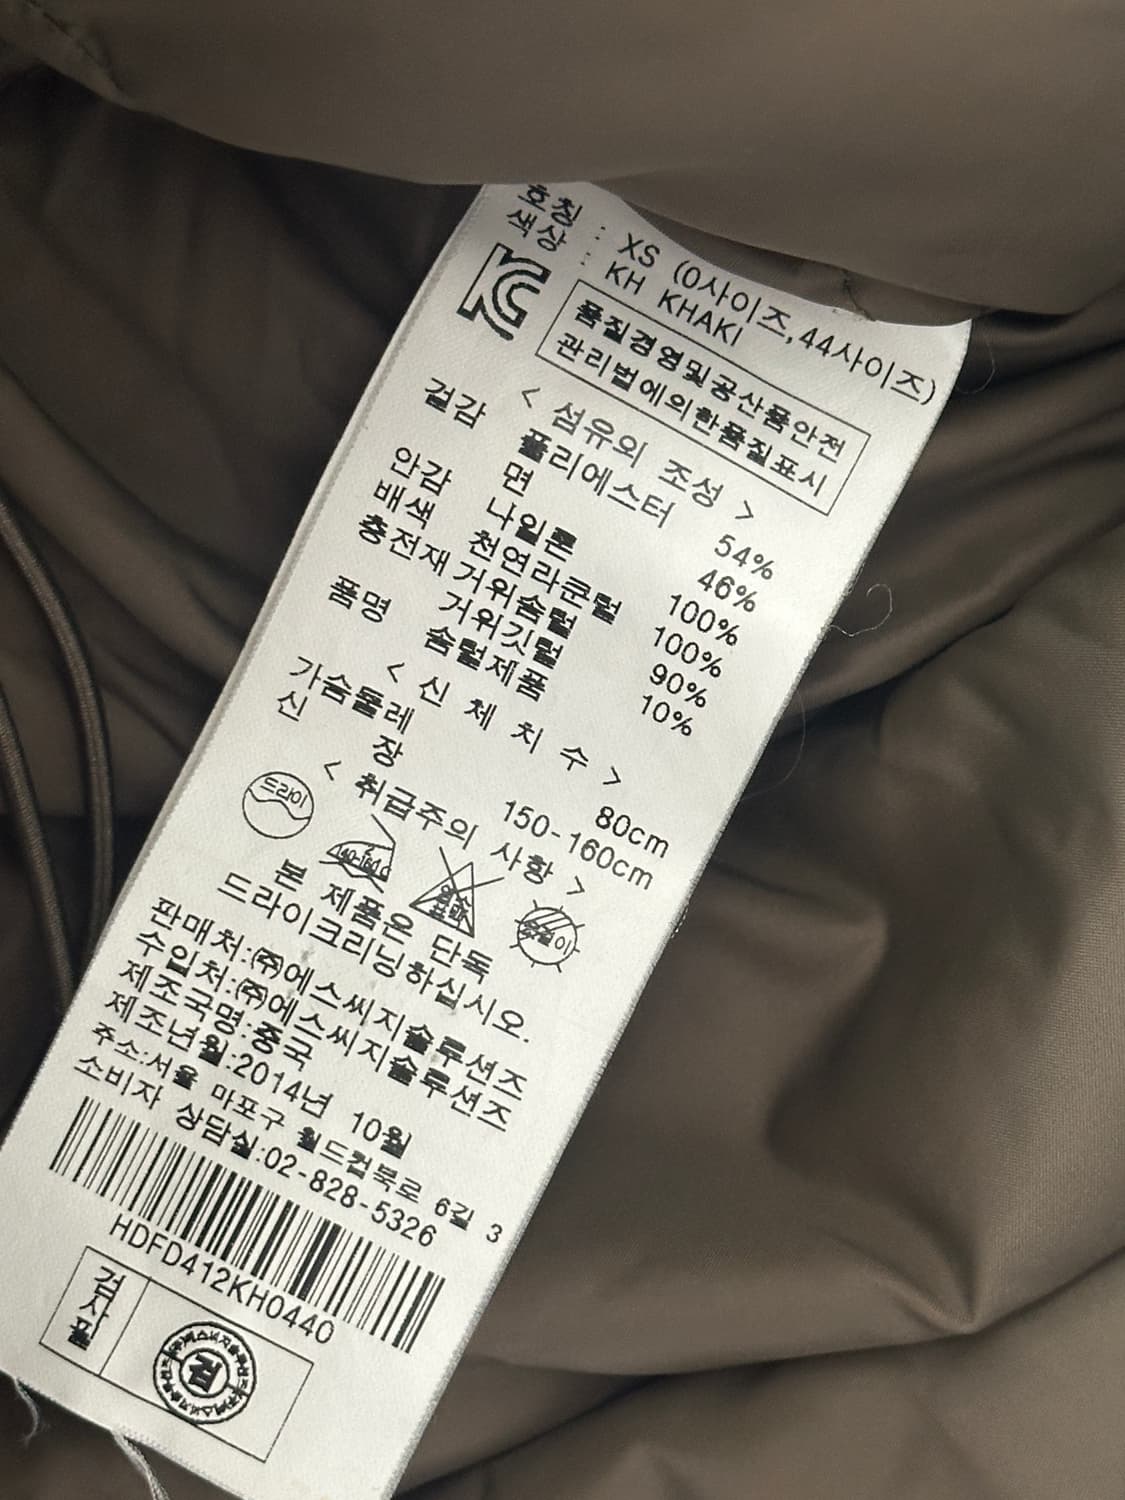 호칭 : XS (0사이즈,44사이즈)
색상 : KH KHAKI
품질경영및공산품안전
관리법에의한품질표시
< 섬유의 조성 >
겉감 폴리에스터 54%
면 46%
안감 나일론 100%
배색 천연라쿤털 100%
충전재 거위솜털 90%
거위깃털 10%
품명 솜털제품
< 신 체 치 수 >
가슴둘레 80cm
신 장 150-160cm
< 취급주의 사항 >
드라이
140-160℃
본 제품은 단독
드라이크리닝하십시오.
판매처:(주)에스씨지솔루션즈
수입처:(주)에스씨지솔루션즈
제조국명:중국
제조년월:2014년 10월
주소:서울 마포구 월드컵북로 6길 3
소비자 상담실:02-828-5326
HDFD412KH0440
검사필
검